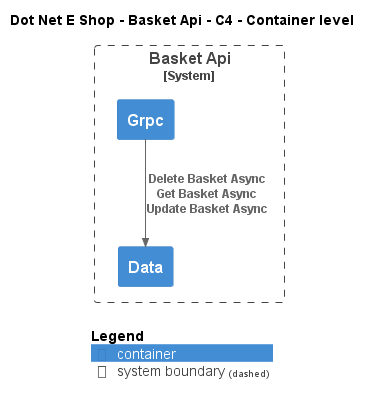 Dot Net E Shop - Basket Api - C4 - Container level
Basket Api
[System]
Grpc
Delete Basket Async
Get Basket Async
Update Basket Async
Data
Legend
container
system boundary (dashed)